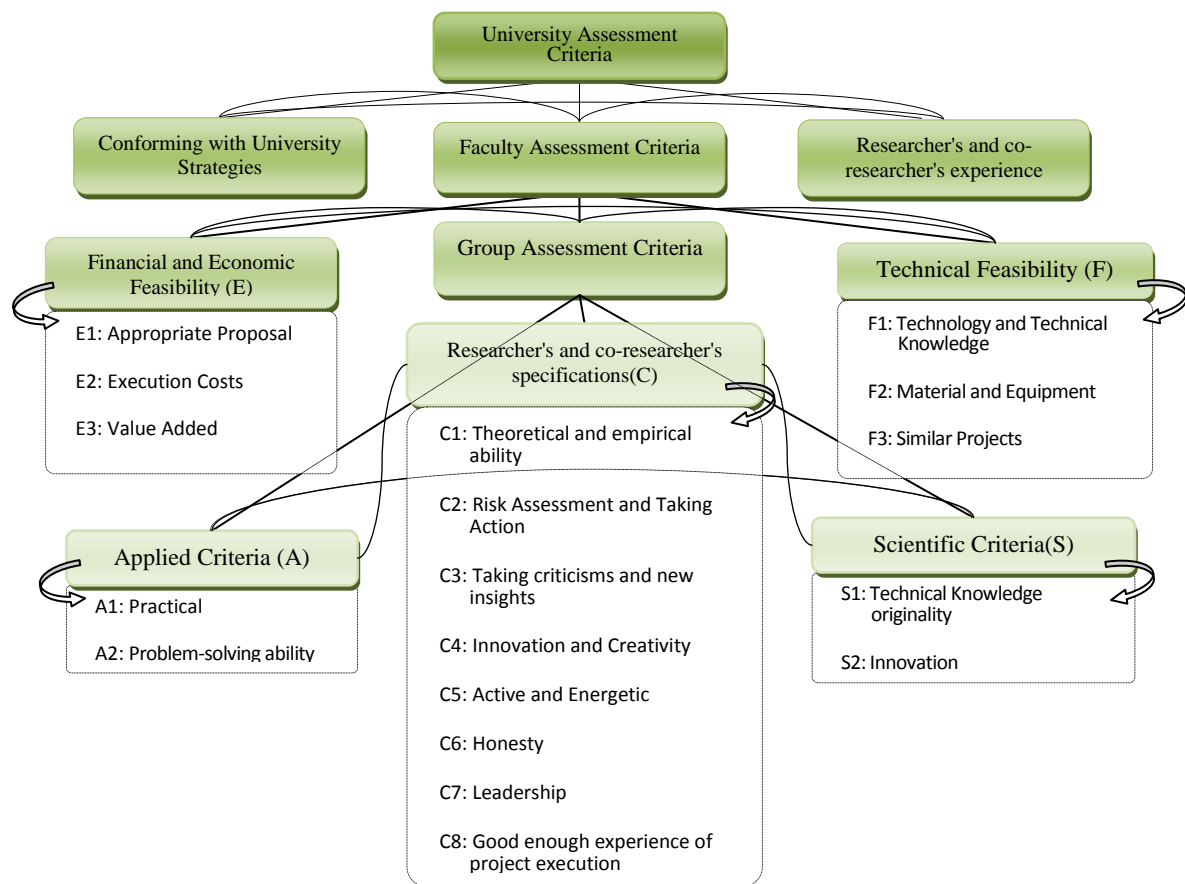 University Assessment
Criteria
Conforming with University
Strategies
Faculty Assessment Criteria
Researcher's and co-
researcher's experience
Financial and Economic
Feasibility (E)
Group Assessment Criteria
Technical Feasibility (F)
E1: Appropriate Proposal
E2: Execution Costs
E3: Value Added
Researcher's and co-researcher's
specifications(C)
F1: Technology and Technical
Knowledge
F2: Material and Equipment
F3: Similar Projects
C1: Theoretical and empirical
ability
C2: Risk Assessment and Taking
Action
C3: Taking criticisms and new
insights
C4: Innovation and Creativity
C5: Active and Energetic
C6: Honesty
C7: Leadership
C8: Good enough experience of
project execution
Applied Criteria (A)
A1: Practical
A2: Problem-solving ability
Scientific Criteria(S)
S1: Technical Knowledge
originality
S2: Innovation